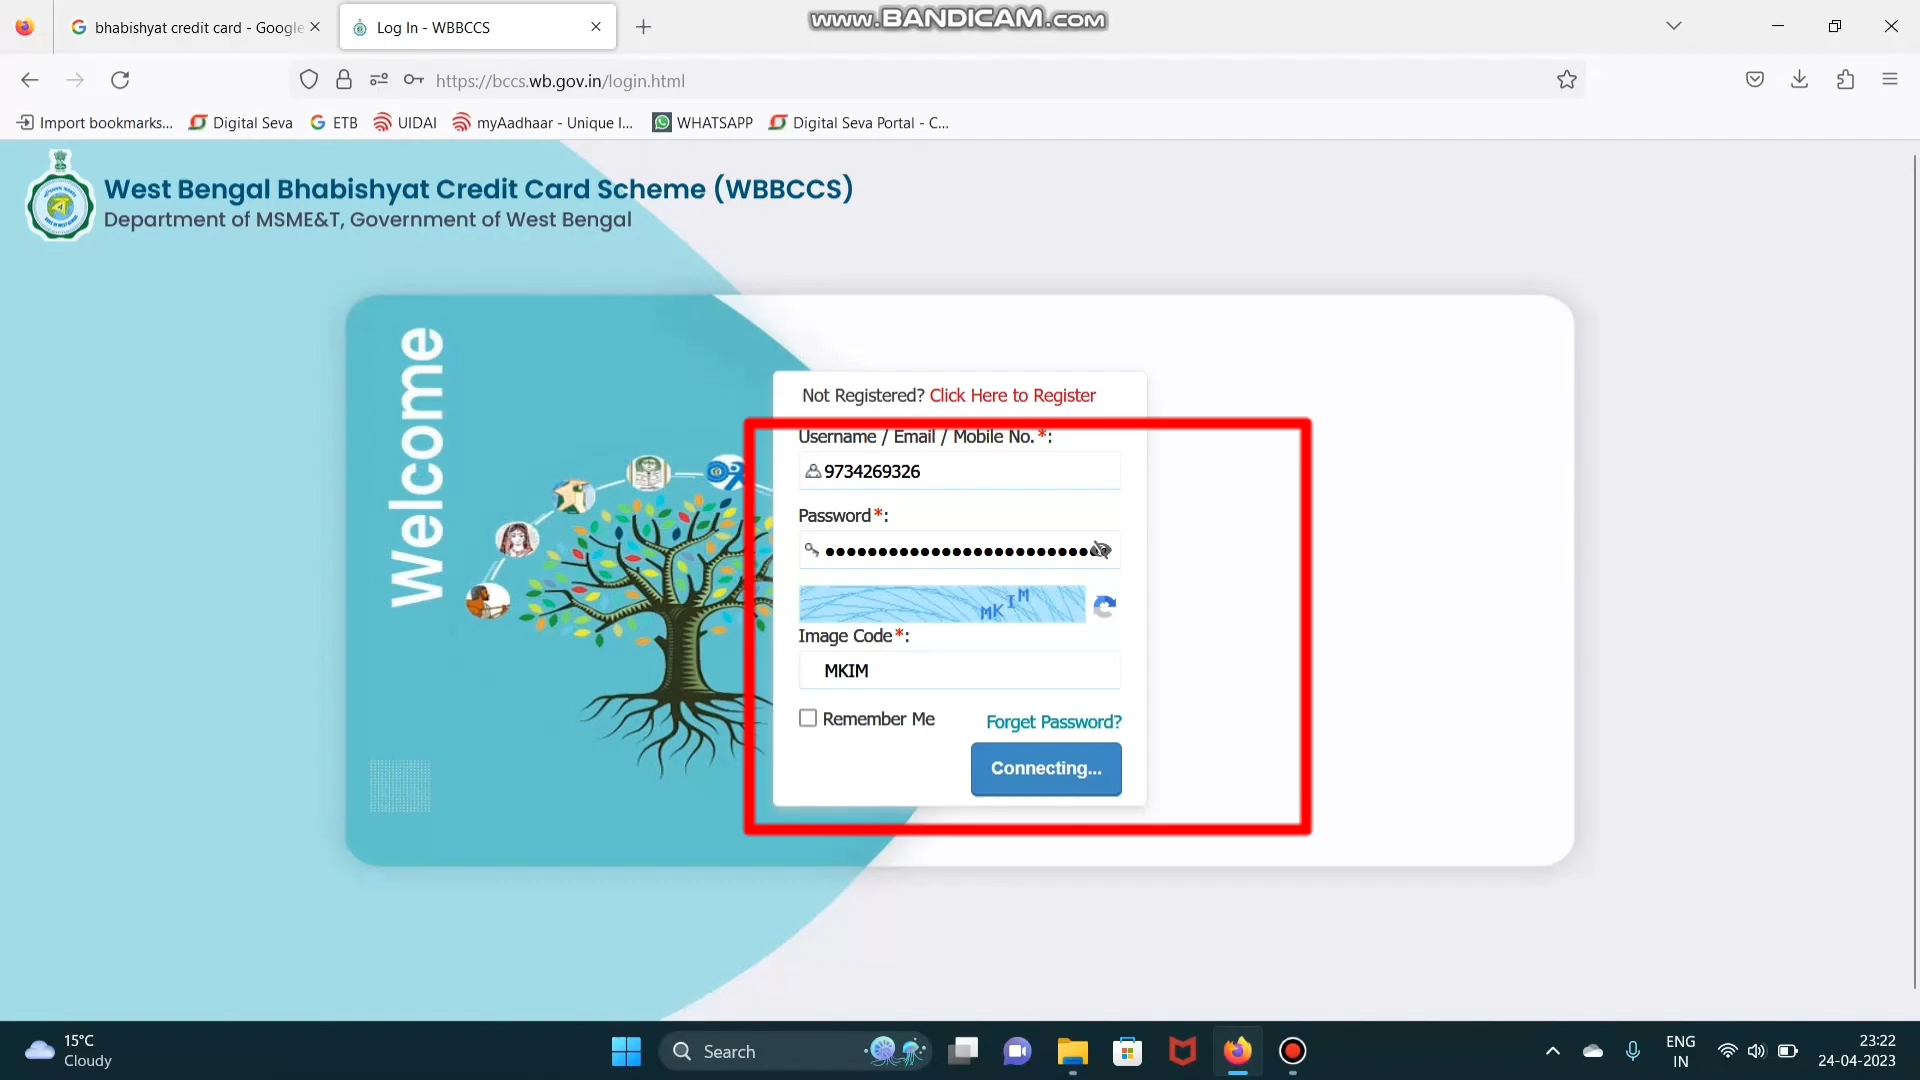 bhabishyat credit card - Google
Log In - WBBCCS
www.BANDICAM.com
https://bccs.wb.gov.in/login.html
Import bookmarks...
Digital Seva
ETB
UIDAI
myAadhaar - Unique I...
WHATSAPP
Digital Seva Portal - C...
West Bengal Bhabishyat Credit Card Scheme (WBBCCS)
Department of MSME&T, Government of West Bengal
Welcome
Not Registered? Click Here to Register
Username / Email / Mobile No.*:
9734269326
Password*:
MKIM
Image Code*:
MKIM
Remember Me
Forget Password?
Connecting...
15°C
Cloudy
Search
ENG
IN
23:22
24-04-2023